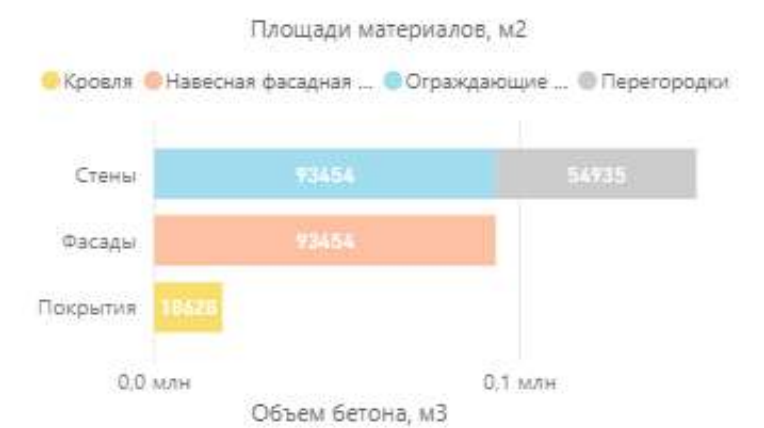 Площади материалов, м2
Кровля Навесная фасадная ... Ограждающие ... Перегородки
Стены 93454 54935
Фасады 93454
Покрытия 18628
0,0 млн 0,1 млн
Объем бетона, м3